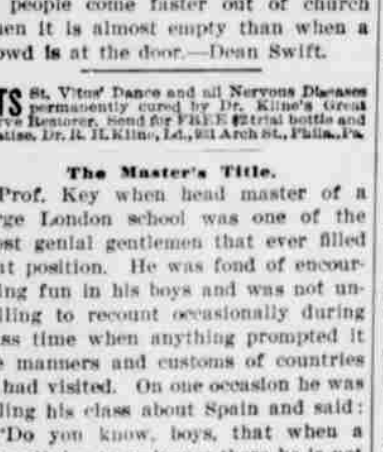 people come faster out of church
en it is almost empty than when a
owd is at the door.—Dean Swift.
TS St. Vitus' Dance and all Nervous Diseases
permanently cured by Dr. Kline's Great
rve Restorer. Send for FREE $2 trial bottle and
atise. Dr. R. H. Kline, Ld., 931 Arch St., Phila., Pa.
The Master's Title.
Prof. Key when head master of a
rge London school was one of the
ost genial gentlemen that ever filled
at position. He was fond of encour-
ing fun in his boys and was not un-
lling to recount occasionally during
ss time when anything prompted it
e manners and customs of countries
had visited. On one occasion he was
ling his class about Spain and said:
"Do you know, boys, that when a